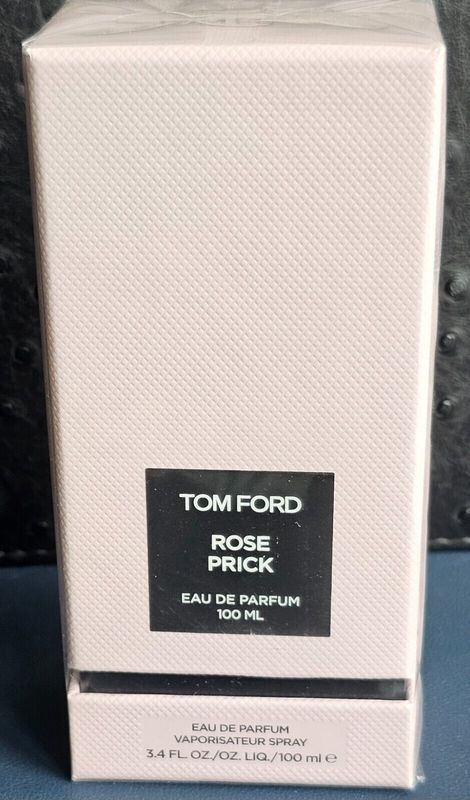 TOM FORD
ROSE
PRICK
EAU DE PARFUM
100 ML
EAU DE PARFUM
VAPORISATEUR SPRAY
3.4 FL. OZ./OZ. LIQ./100 ml ℮